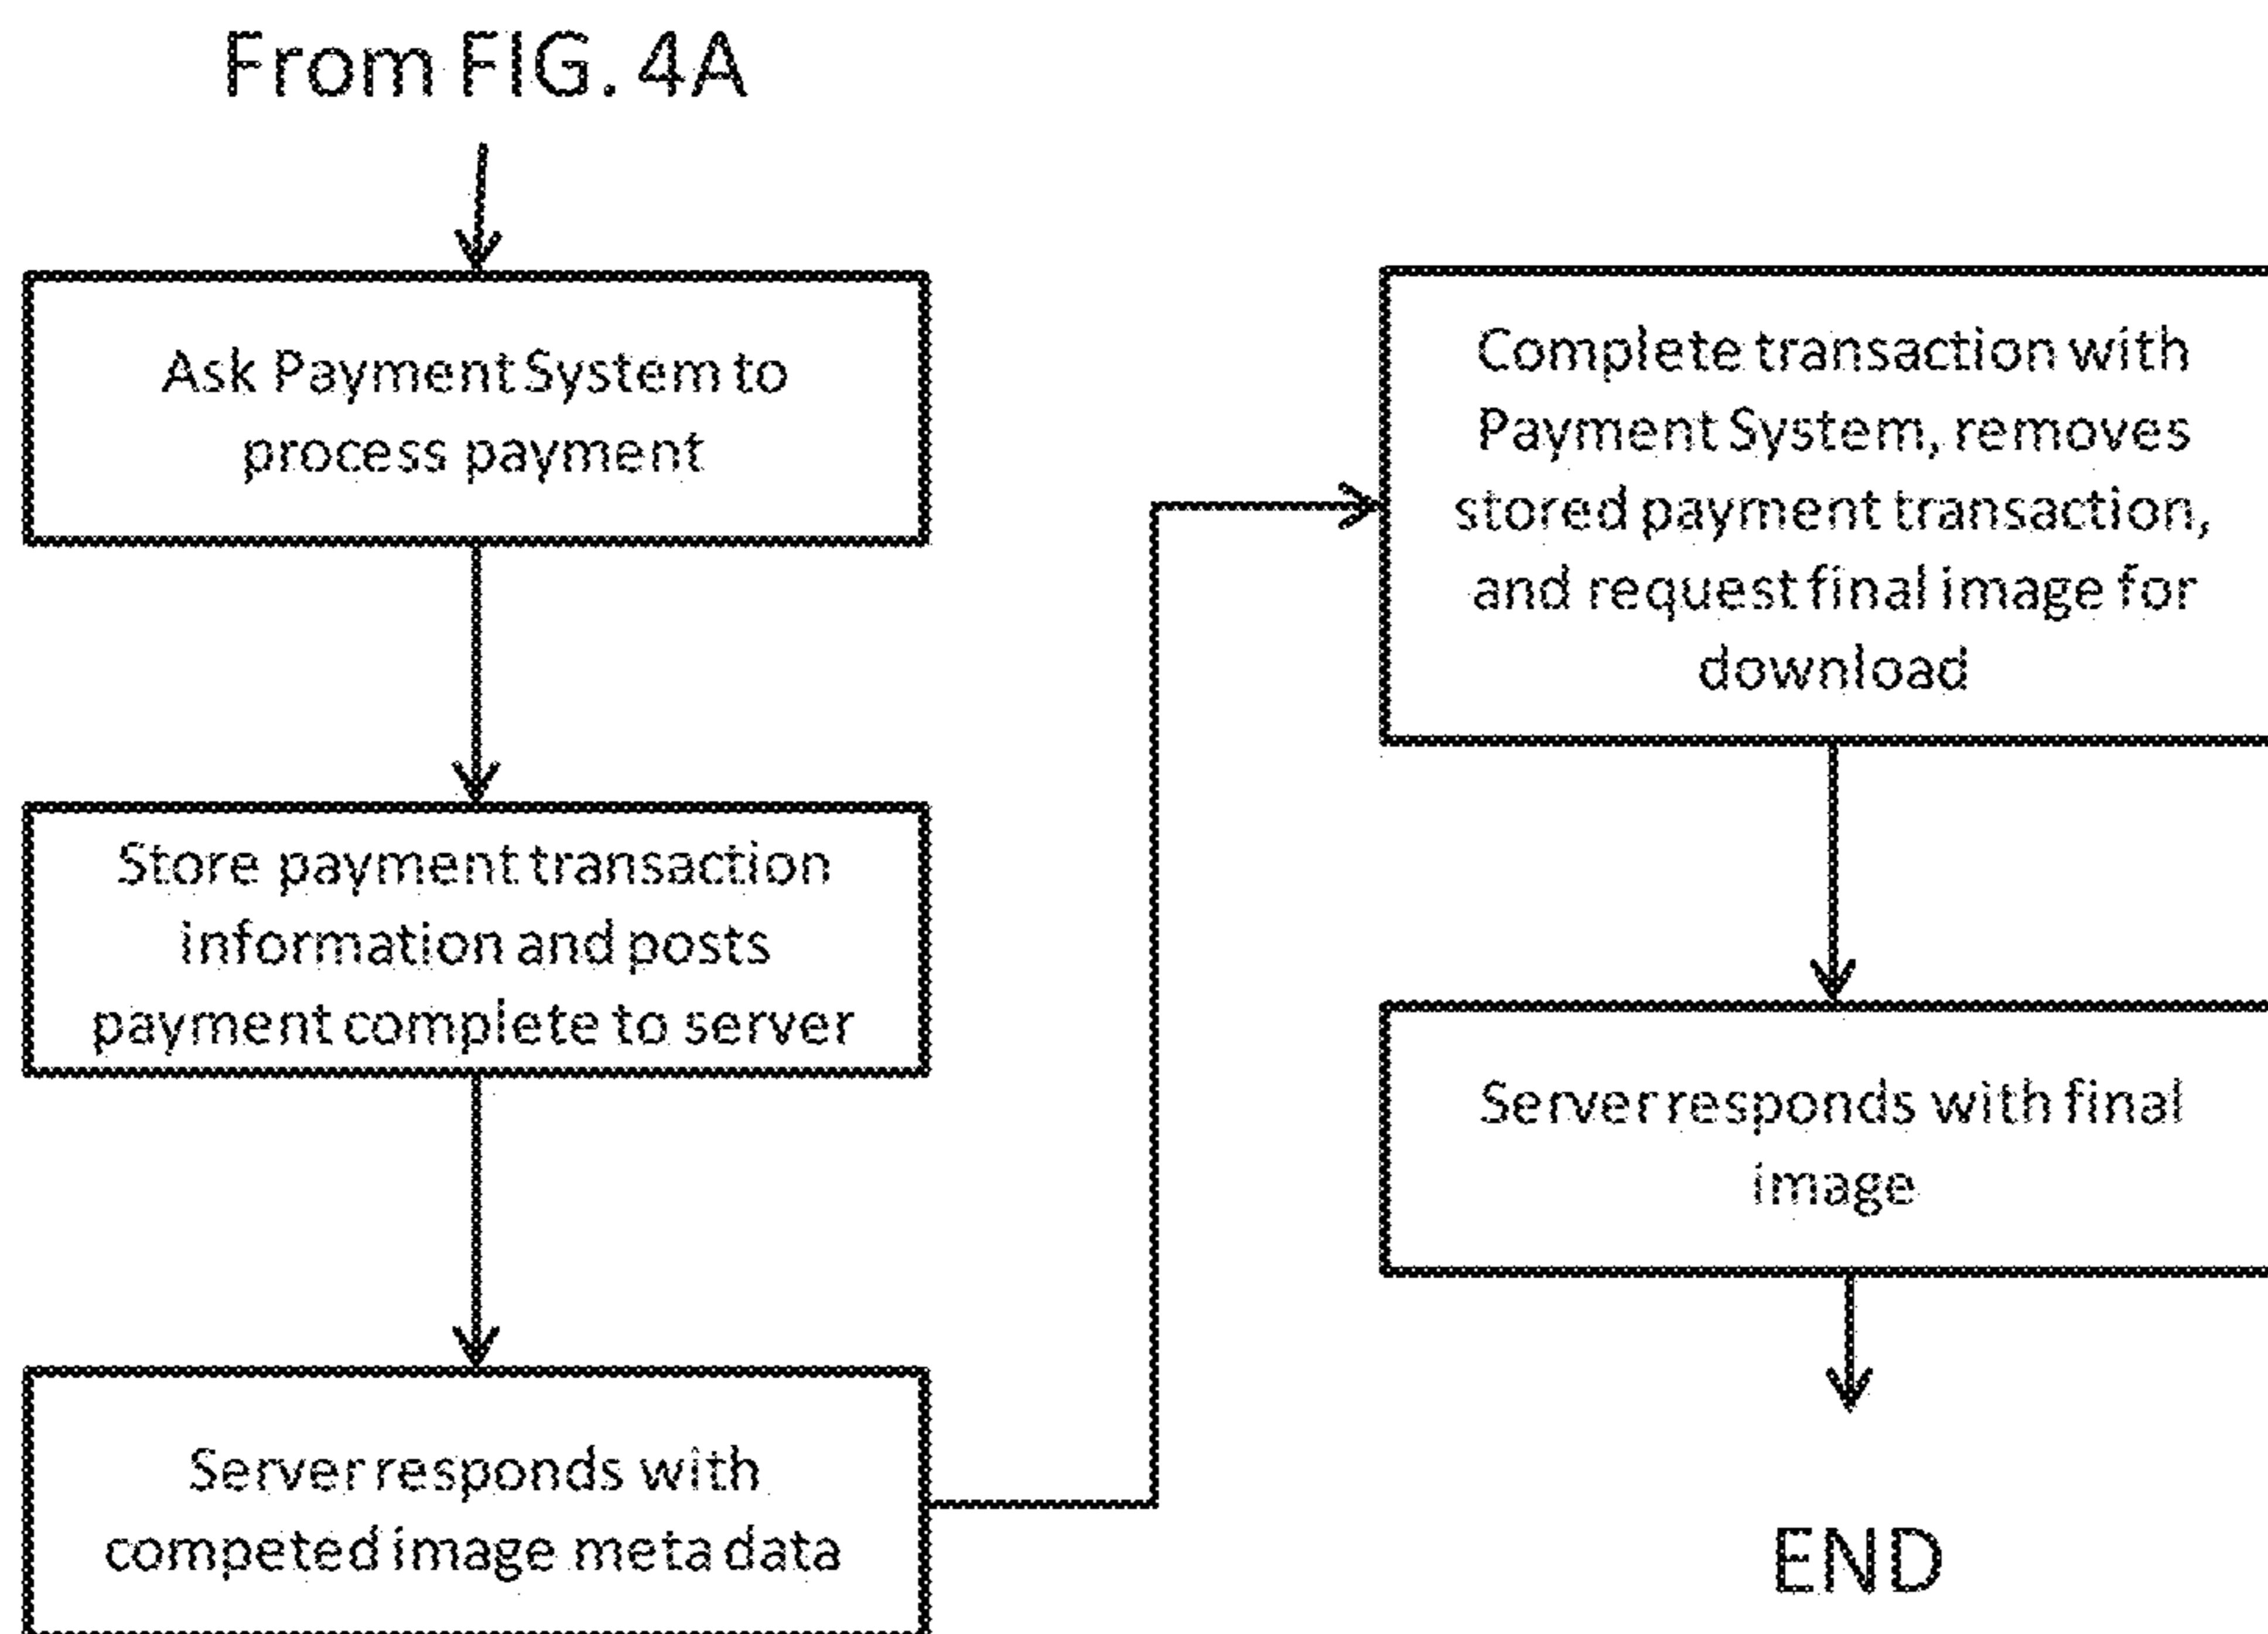 From FIG. 4A
Ask Payment System to
process payment
Store payment transaction
information and posts
payment complete to server
Server responds with
competed image meta data
Complete transaction with
Payment System, removes
stored payment transaction,
and request final image for
download
Server responds with final
image
END